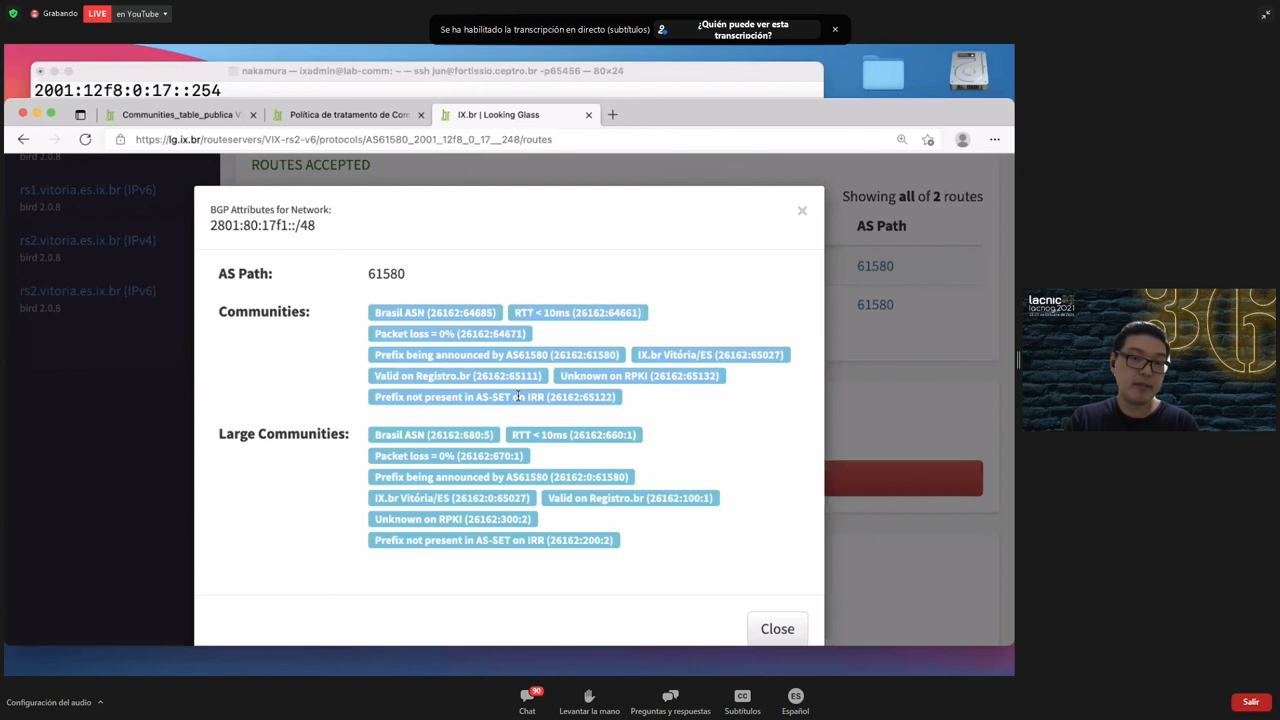 Grabando
LIVE
en YouTube
Se ha habilitado la transcripción en directo (subtítulos)
¿Quién puede ver esta transcripción?
nakamura — ixadmin@lab-comm: ~ — ssh jun@fortissio.ceptro.br -p65456 — 80×24
2001:12f8:0:17::254
Communities_table_publica V
Política de tratamento de Com
IX.br | Looking Glass
https://lg.ix.br/routeservers/VIX-rs2-v6/protocols/AS61580_2001_12f8_0_17__248/routes
bird 2.0.8
rs1.vitoria.es.ix.br (IPv6)
bird 2.0.8
rs2.vitoria.es.ix.br (IPv4)
bird 2.0.8
rs2.vitoria.es.ix.br (IPv6)
bird 2.0.8
ROUTES ACCEPTED
Showing all of 2 routes
AS Path
61580
61580
BGP Attributes for Network:
2801:80:17f1::/48
AS Path:
61580
Communities:
Brasil ASN (26162:64685)
RTT < 10ms (26162:64661)
Packet loss = 0% (26162:64671)
Prefix being announced by AS61580 (26162:61580)
IX.br Vitória/ES (26162:65027)
Valid on Registro.br (26162:65111)
Unknown on RPKI (26162:65132)
Prefix not present in AS-SET on IRR (26162:65122)
Large Communities:
Brasil ASN (26162:680:5)
RTT < 10ms (26162:660:1)
Packet loss = 0% (26162:670:1)
Prefix being announced by AS61580 (26162:0:61580)
IX.br Vitória/ES (26162:0:65027)
Valid on Registro.br (26162:100:1)
Unknown on RPKI (26162:300:2)
Prefix not present in AS-SET on IRR (26162:200:2)
Close
lacnic 36
lacnog 2021
36
Configuración del audio
90
Chat
Levantar la mano
Preguntas y respuestas
CC
Subtítulos
ES
Español
Salir